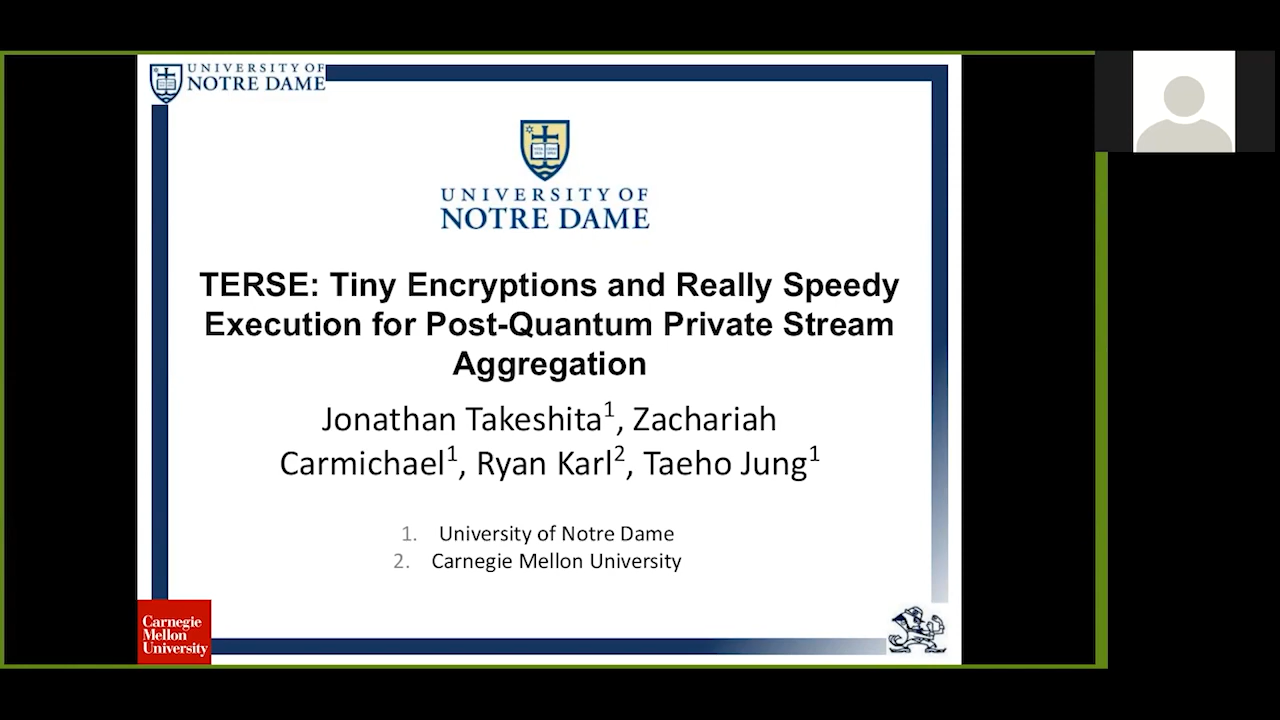 UNIVERSITY OF
NOTRE DAME
UNIVERSITY OF
NOTRE DAME
TERSE: Tiny Encryptions and Really Speedy
Execution for Post-Quantum Private Stream
Aggregation
Jonathan Takeshita1, Zachariah
Carmichael1, Ryan Karl2, Taeho Jung1
1. University of Notre Dame
2. Carnegie Mellon University
Carnegie
Mellon
University